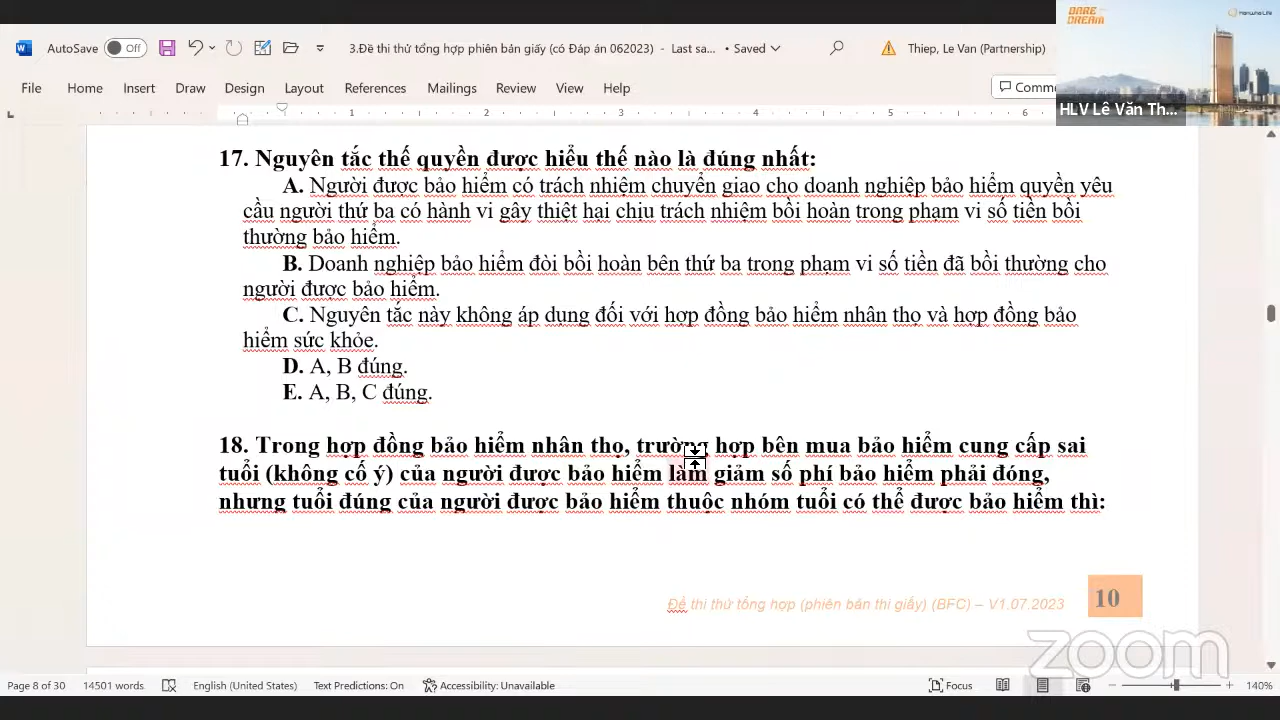 DARE DREAM
Hanwha Life
AutoSave Off 3.Đề thi thử tổng hợp phiên bản giấy (có Đáp án 062023) - Last sa... • Saved Thiep, Le Van (Partnership)
File Home Insert Draw Design Layout References Mailings Review View Help Comme
HLV Lê Văn Th...
1 2 3 4 5 6
17. Nguyên tắc thế quyền được hiểu thế nào là đúng nhất:
A. Người được bảo hiểm có trách nhiệm chuyển giao cho doanh nghiệp bảo hiểm quyền yêu
cầu người thứ ba có hành vi gây thiệt hại chịu trách nhiệm bồi hoàn trong phạm vi số tiền bồi
thường bảo hiểm.
B. Doanh nghiệp bảo hiểm đòi bồi hoàn bên thứ ba trong phạm vi số tiền đã bồi thường cho
người được bảo hiểm.
C. Nguyên tắc này không áp dụng đối với hợp đồng bảo hiểm nhân thọ và hợp đồng bảo
hiểm sức khỏe.
D. A, B đúng.
E. A, B, C đúng.
18. Trong hợp đồng bảo hiểm nhân thọ, trường hợp bên mua bảo hiểm cung cấp sai
tuổi (không cố ý) của người được bảo hiểm làm giảm số phí bảo hiểm phải đóng,
nhưng tuổi đúng của người được bảo hiểm thuộc nhóm tuổi có thể được bảo hiểm thì:
Đề thi thử tổng hợp (phiên bản thi giấy) (BFC) – V1.07.2023 10
zoom
Page 8 of 30 14501 words English (United States) Text Predictions: On Accessibility: Unavailable Focus 140%